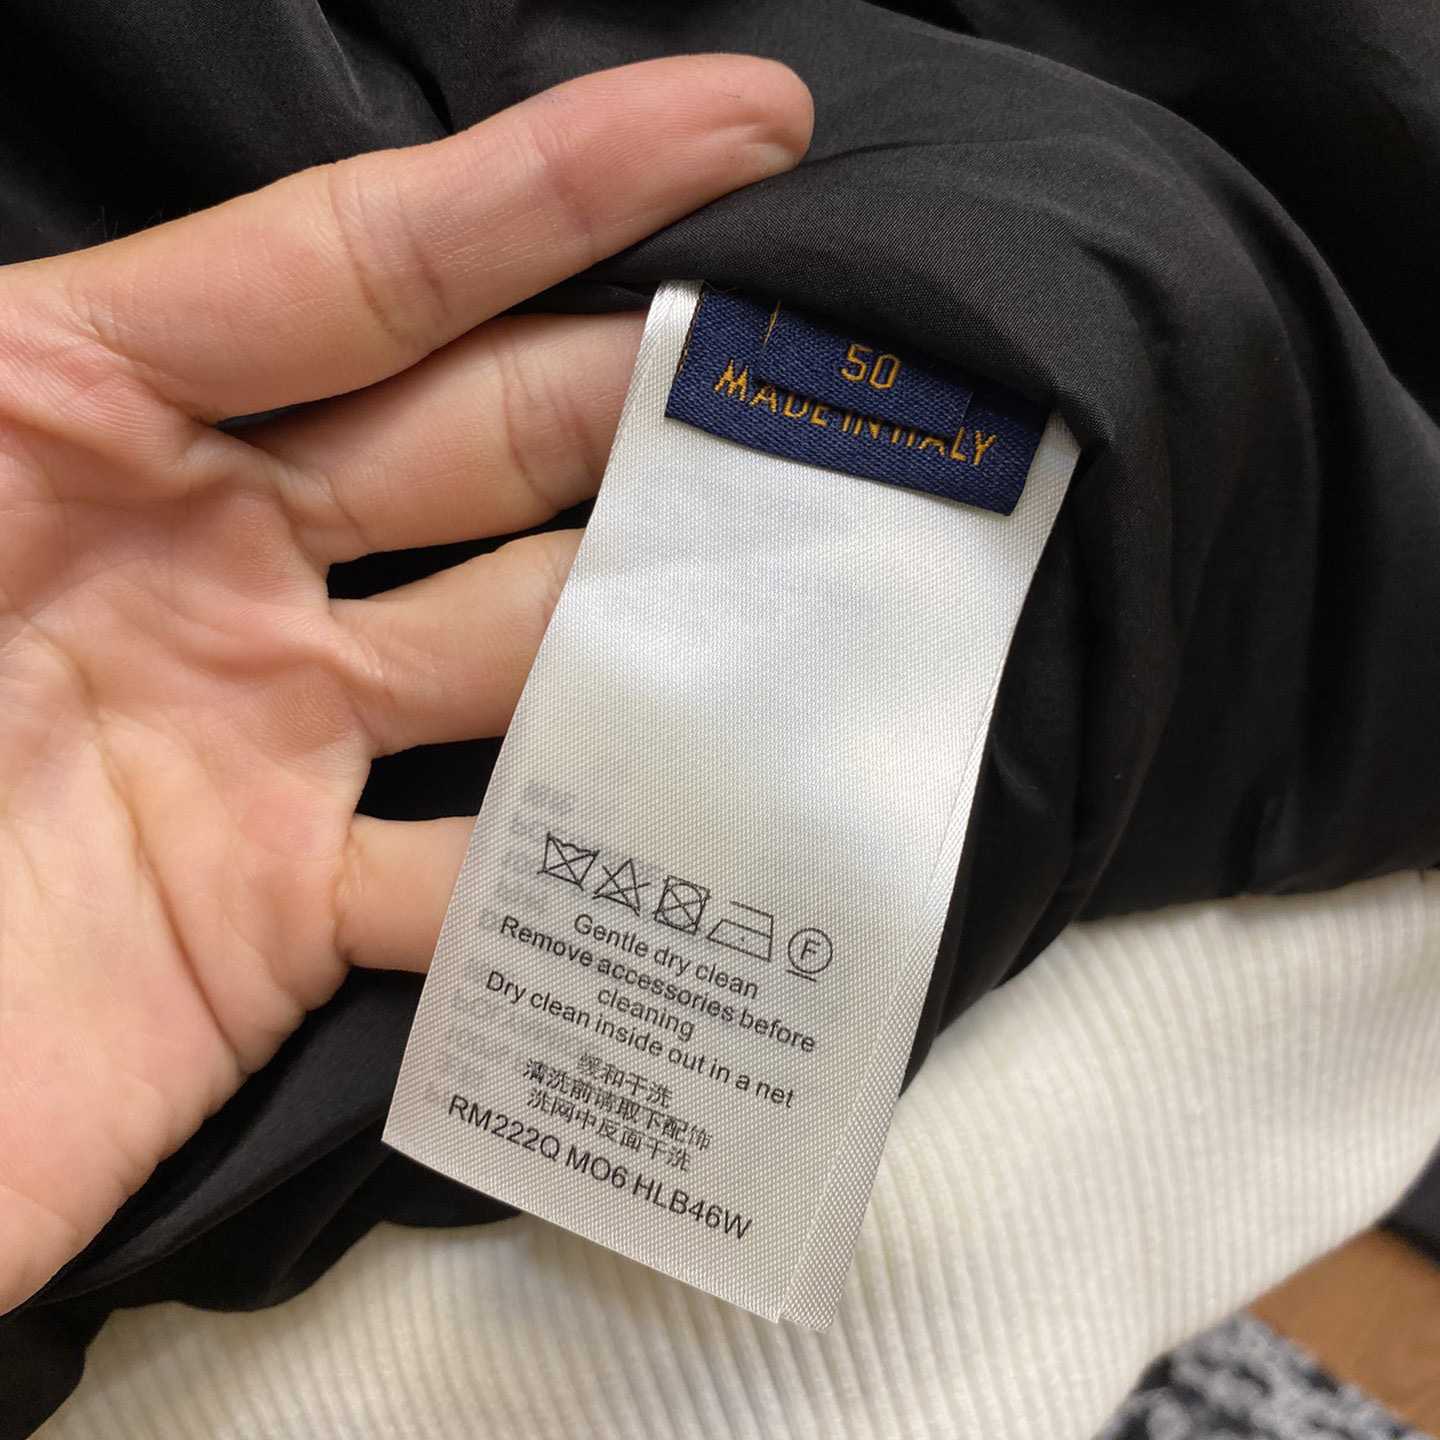 50
MADE IN ITALY
F
Gentle dry clean
Remove accessories before
cleaning
Dry clean inside out in a net
缓和干洗
清洗前请取下配饰
洗网中反面干洗
RM222Q MO6 HLB46W